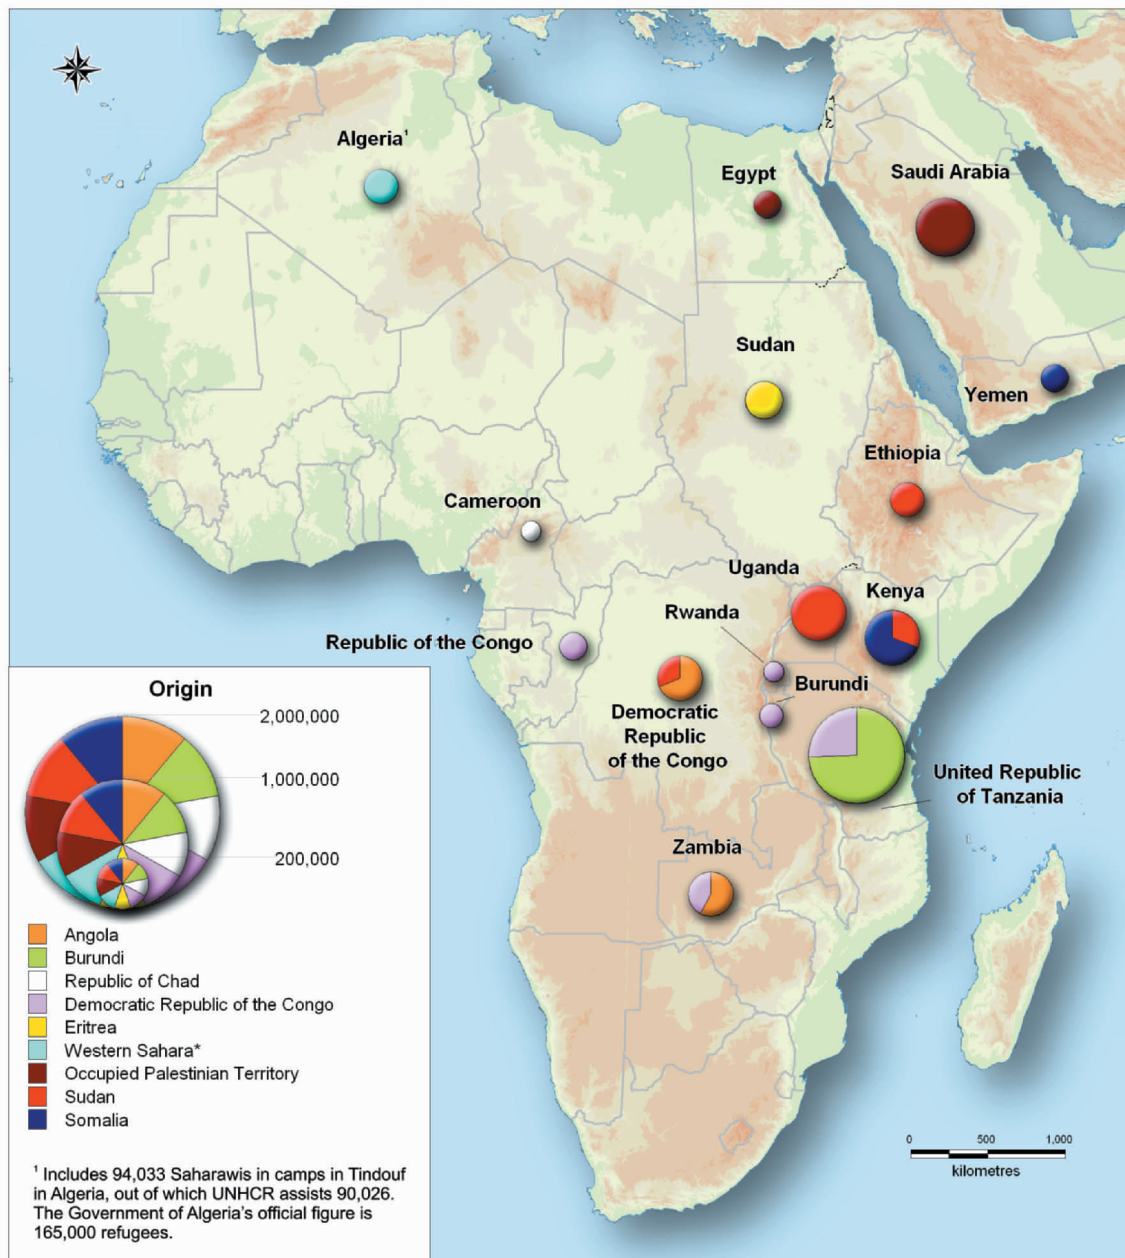 Algeria¹
Egypt
Saudi Arabia
Sudan
Yemen
Ethiopia
Cameroon
Uganda
Kenya
Rwanda
Republic of the Congo
Burundi
Democratic
Republic
of the Congo
United Republic
of Tanzania
Zambia
Origin
2,000,000
1,000,000
200,000
Angola
Burundi
Republic of Chad
Democratic Republic of the Congo
Eritrea
Western Sahara*
Occupied Palestinian Territory
Sudan
Somalia
¹ Includes 94,033 Saharawis in camps in Tindouf
in Algeria, out of which UNHCR assists 90,026.
The Government of Algeria's official figure is
165,000 refugees.
0 500 1,000
kilometres